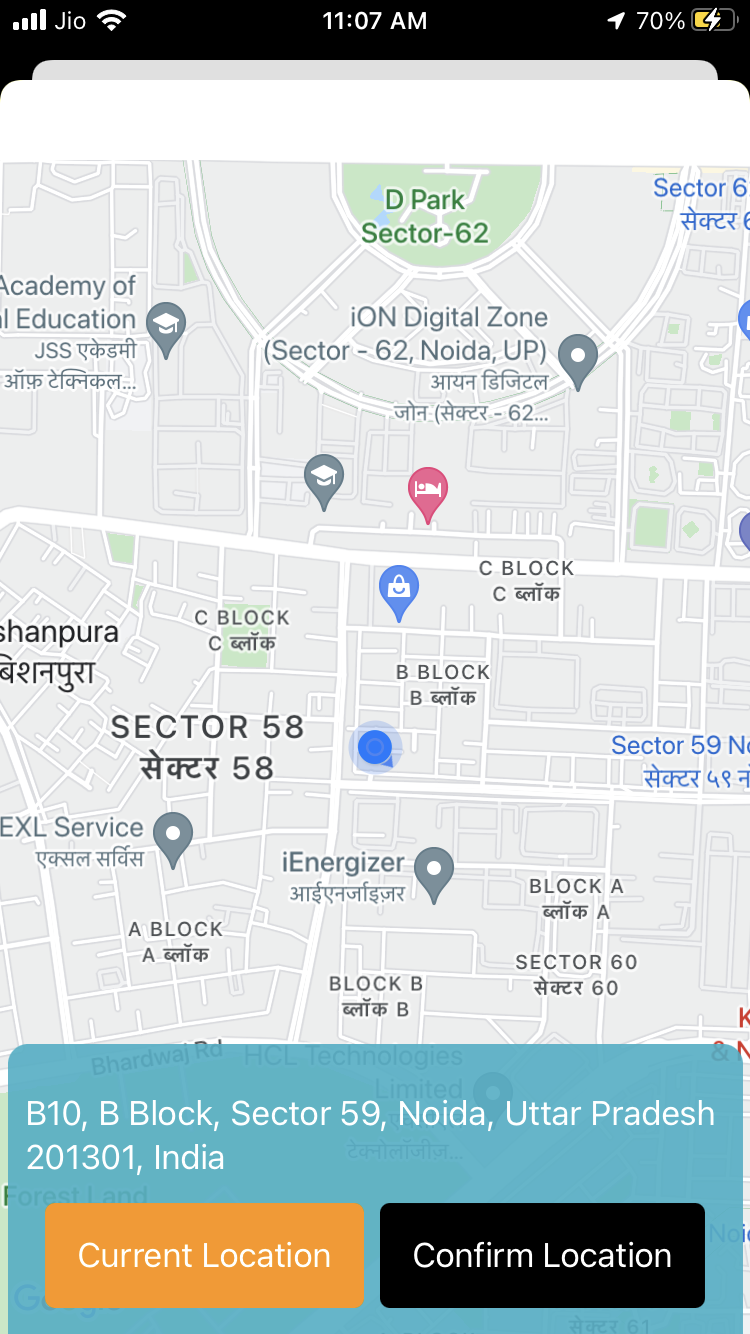 Jio
11:07 AM
70%
D Park
Sector-62
Sector 6
सेक्टर 6
Academy of
l Education
JSS एकेडमी
ऑफ़ टेक्निकल...
iON Digital Zone
(Sector - 62, Noida, UP)
आयन डिजिटल
जोन (सेक्टर - 62...
C BLOCK
C ब्लॉक
C BLOCK
C ब्लॉक
shanpura
बिशनपुरा
B BLOCK
B ब्लॉक
SECTOR 58
सेक्टर 58
Sector 59 No
सेक्टर ५९ नो
EXL Service
एक्सल सर्विस
iEnergizer
आईएनर्जाइज़र
BLOCK A
ब्लॉक A
A BLOCK
A ब्लॉक
SECTOR 60
सेक्टर 60
BLOCK B
ब्लॉक B
K
& N
Bhardwaj Rd
HCL Technologies
Limited
टेक्नोलॉजीज़...
B10, B Block, Sector 59, Noida, Uttar Pradesh
201301, India
Forest Land
Current Location
Confirm Location
Noi
Google
सेक्टर 61